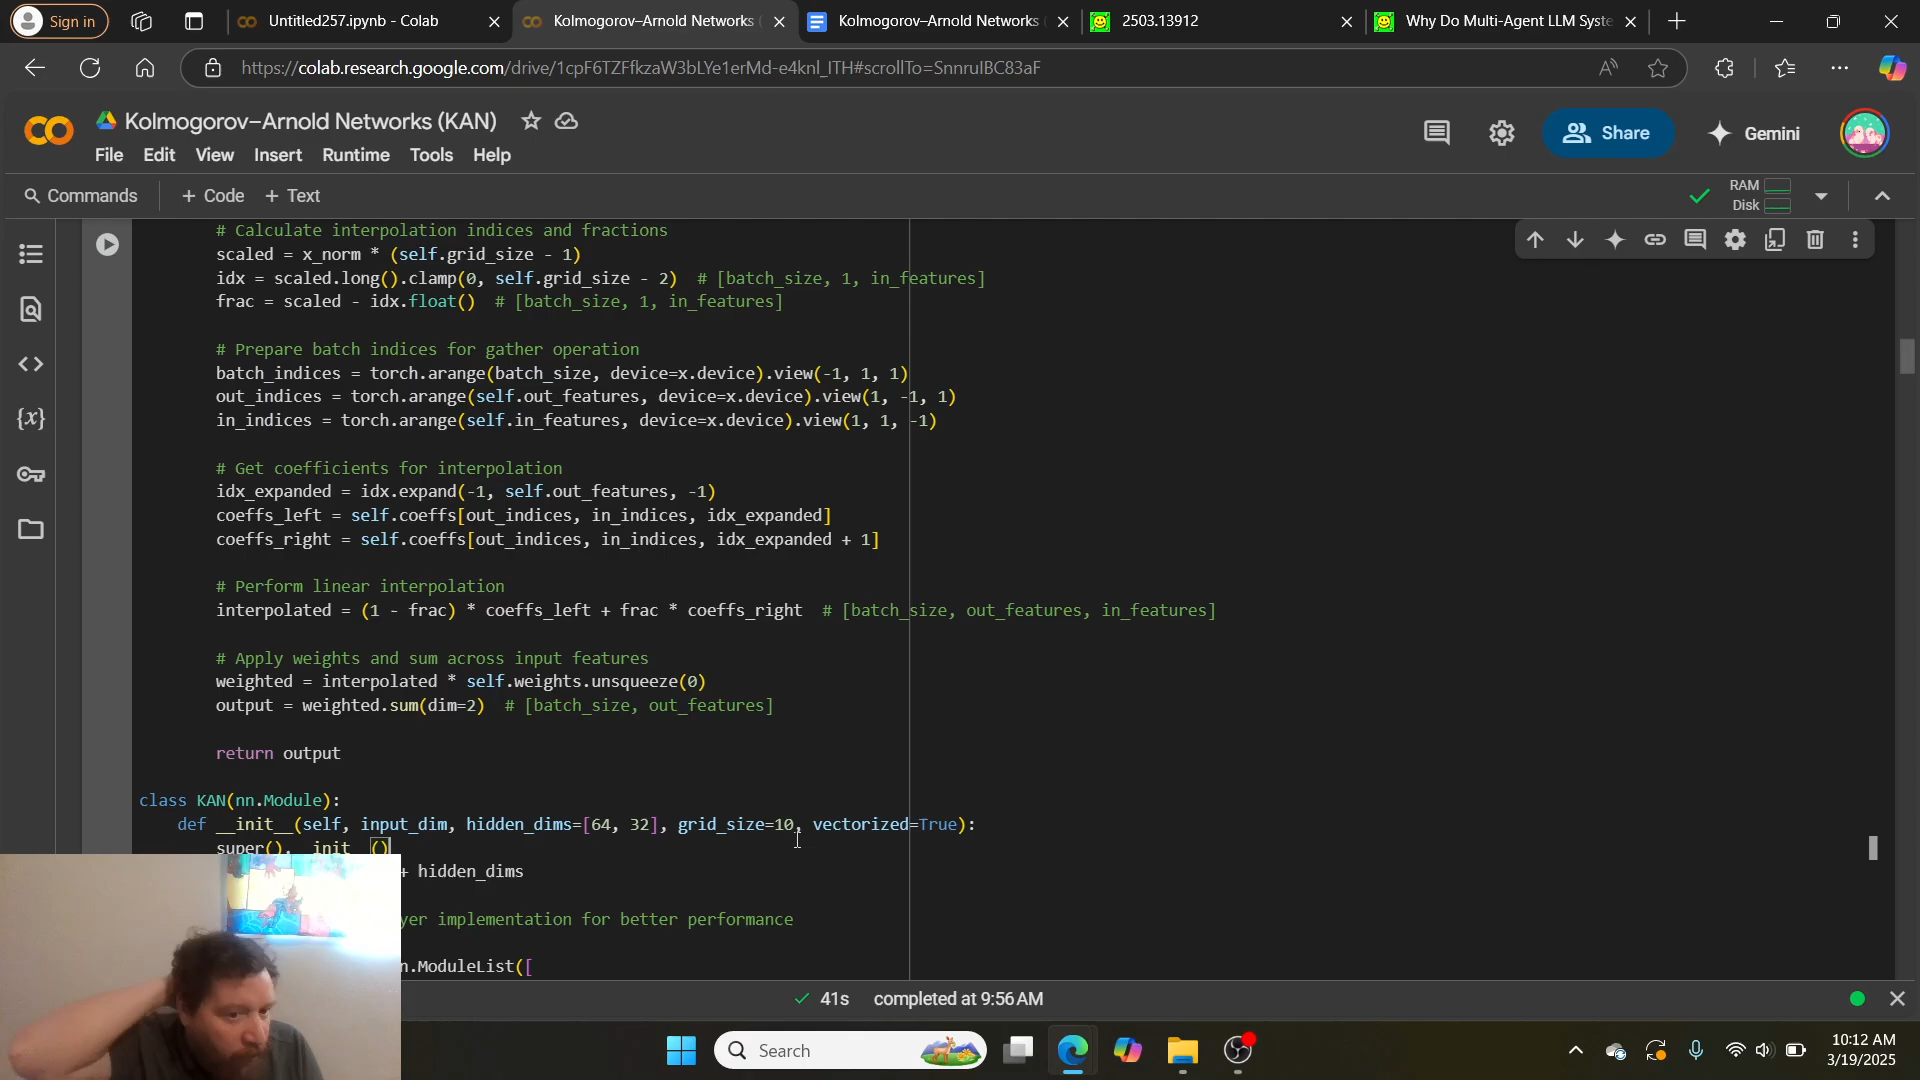 Sign in
Untitled257.ipynb - Colab
Kolmogorov–Arnold Networks (
Kolmogorov–Arnold Networks (
2503.13912
Why Do Multi-Agent LLM Syste
https://colab.research.google.com/drive/1cpF6TZFfkzaW3bLYe1erMd-e4knl_ITH#scrollTo=SnnruIBC83aF
Kolmogorov–Arnold Networks (KAN)
Share
Gemini
File Edit View Insert Runtime Tools Help
Commands
+ Code
+ Text
RAM
Disk
# Calculate interpolation indices and fractions
scaled = x_norm * (self.grid_size - 1)
idx = scaled.long().clamp(0, self.grid_size - 2)  # [batch_size, 1, in_features]
frac = scaled - idx.float()  # [batch_size, 1, in_features]
# Prepare batch indices for gather operation
batch_indices = torch.arange(batch_size, device=x.device).view(-1, 1, 1)
out_indices = torch.arange(self.out_features, device=x.device).view(1, -1, 1)
in_indices = torch.arange(self.in_features, device=x.device).view(1, 1, -1)
# Get coefficients for interpolation
idx_expanded = idx.expand(-1, self.out_features, -1)
coeffs_left = self.coeffs[out_indices, in_indices, idx_expanded]
coeffs_right = self.coeffs[out_indices, in_indices, idx_expanded + 1]
# Perform linear interpolation
interpolated = (1 - frac) * coeffs_left + frac * coeffs_right  # [batch_size, out_features, in_features]
# Apply weights and sum across input features
weighted = interpolated * self.weights.unsqueeze(0)
output = weighted.sum(dim=2)  # [batch_size, out_features]
return output
class KAN(nn.Module):
def __init__(self, input_dim, hidden_dims=[64, 32], grid_size=10, vectorized=True):
super().__init__()
+ hidden_dims
yer implementation for better performance
n.ModuleList([
41s completed at 9:56 AM
Search
10:12 AM
3/19/2025